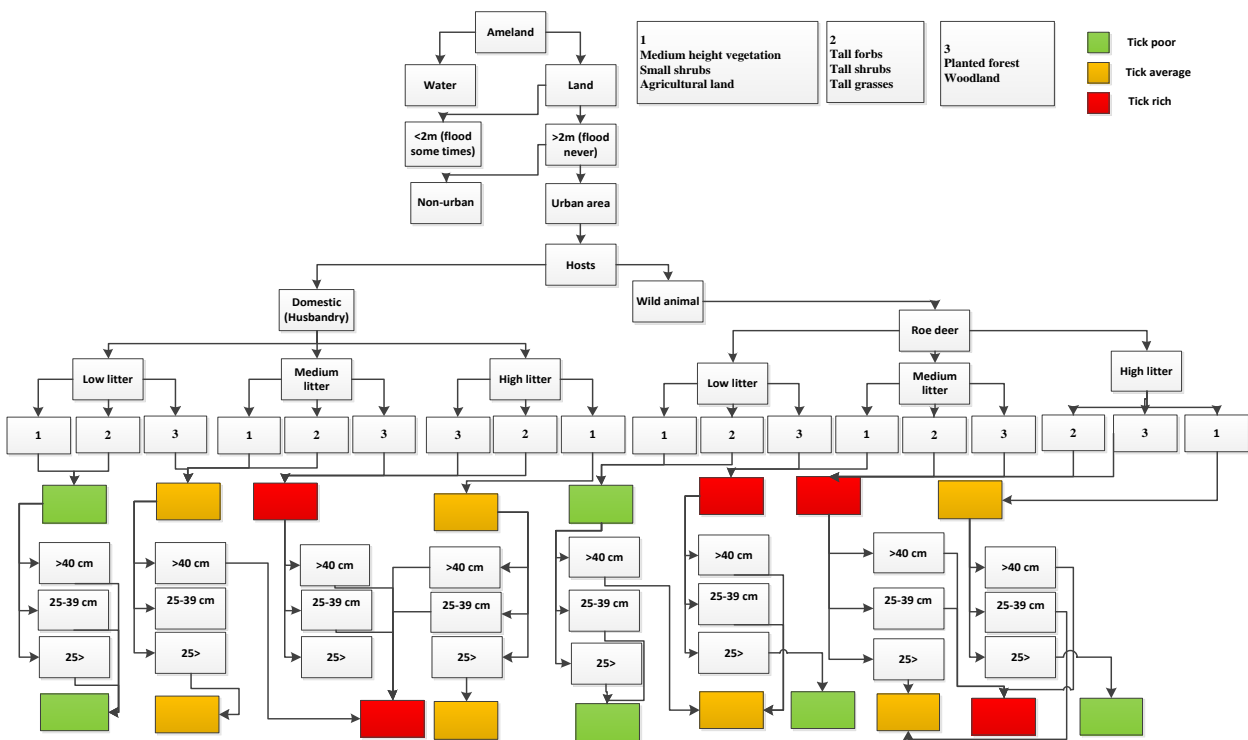 Ameland
1
Medium height vegetation
Small shrubs
Agricultural land
2
Tall forbs
Tall shrubs
Tall grasses
3
Planted forest
Woodland
Tick poor
Tick average
Tick rich
Water
Land
<2m (flood
some times)
>2m (flood
never)
Non-urban
Urban area
Hosts
Domestic
(Husbandry)
Wild animal
Roe deer
Low litter
Medium
litter
High litter
Low litter
Medium
litter
High litter
1
2
3
1
2
3
3
2
1
1
2
3
1
2
3
2
3
1
>40 cm
25-39 cm
25>
>40 cm
25-39 cm
25>
>40 cm
25-39 cm
25>
>40 cm
25-39 cm
25>
>40 cm
25-39 cm
25>
>40 cm
25-39 cm
25>
>40 cm
25-39 cm
25>
>40 cm
25-39 cm
25>